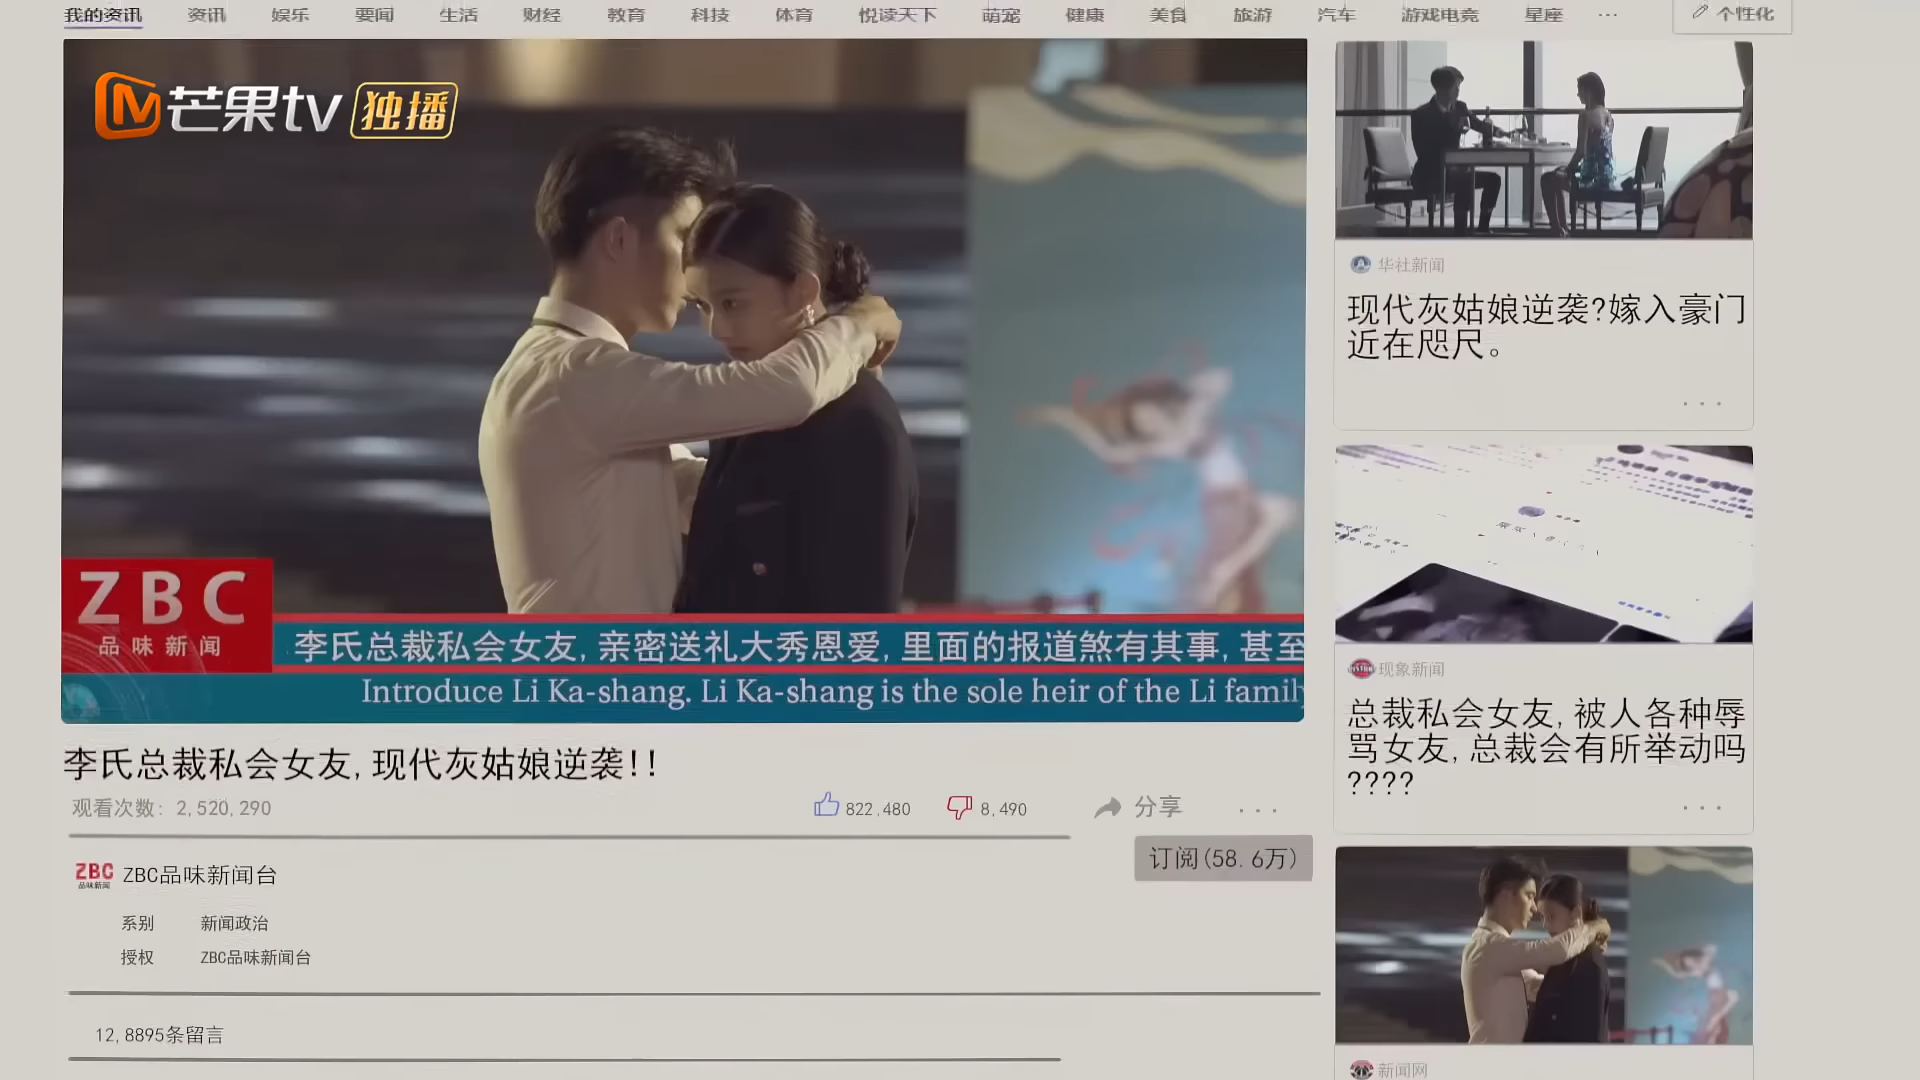 我的资讯 资讯 娱乐 要闻 生活 财经 教育 科技 体育 悦读天下 萌宠 健康 美食 旅游 汽车 游戏电竞 星座 ... 个性化
芒果tv 独播
ZBC
品味新闻
李氏总裁私会女友,亲密送礼大秀恩爱,里面的报道煞有其事,甚至
Introduce Li Ka-shang. Li Ka-shang is the sole heir of the Li family
李氏总裁私会女友,现代灰姑娘逆袭!!
观看次数: 2,520,290
822,480
8,490
分享
...
订阅(58.6万)
ZBC
品味新闻
ZBC品味新闻台
系别 新闻政治
授权 ZBC品味新闻台
12,8895条留言
华社新闻
现代灰姑娘逆袭?嫁入豪门
近在咫尺。
...
现象新闻
总裁私会女友,被人各种辱
骂女友,总裁会有所举动吗
????
...
新闻网